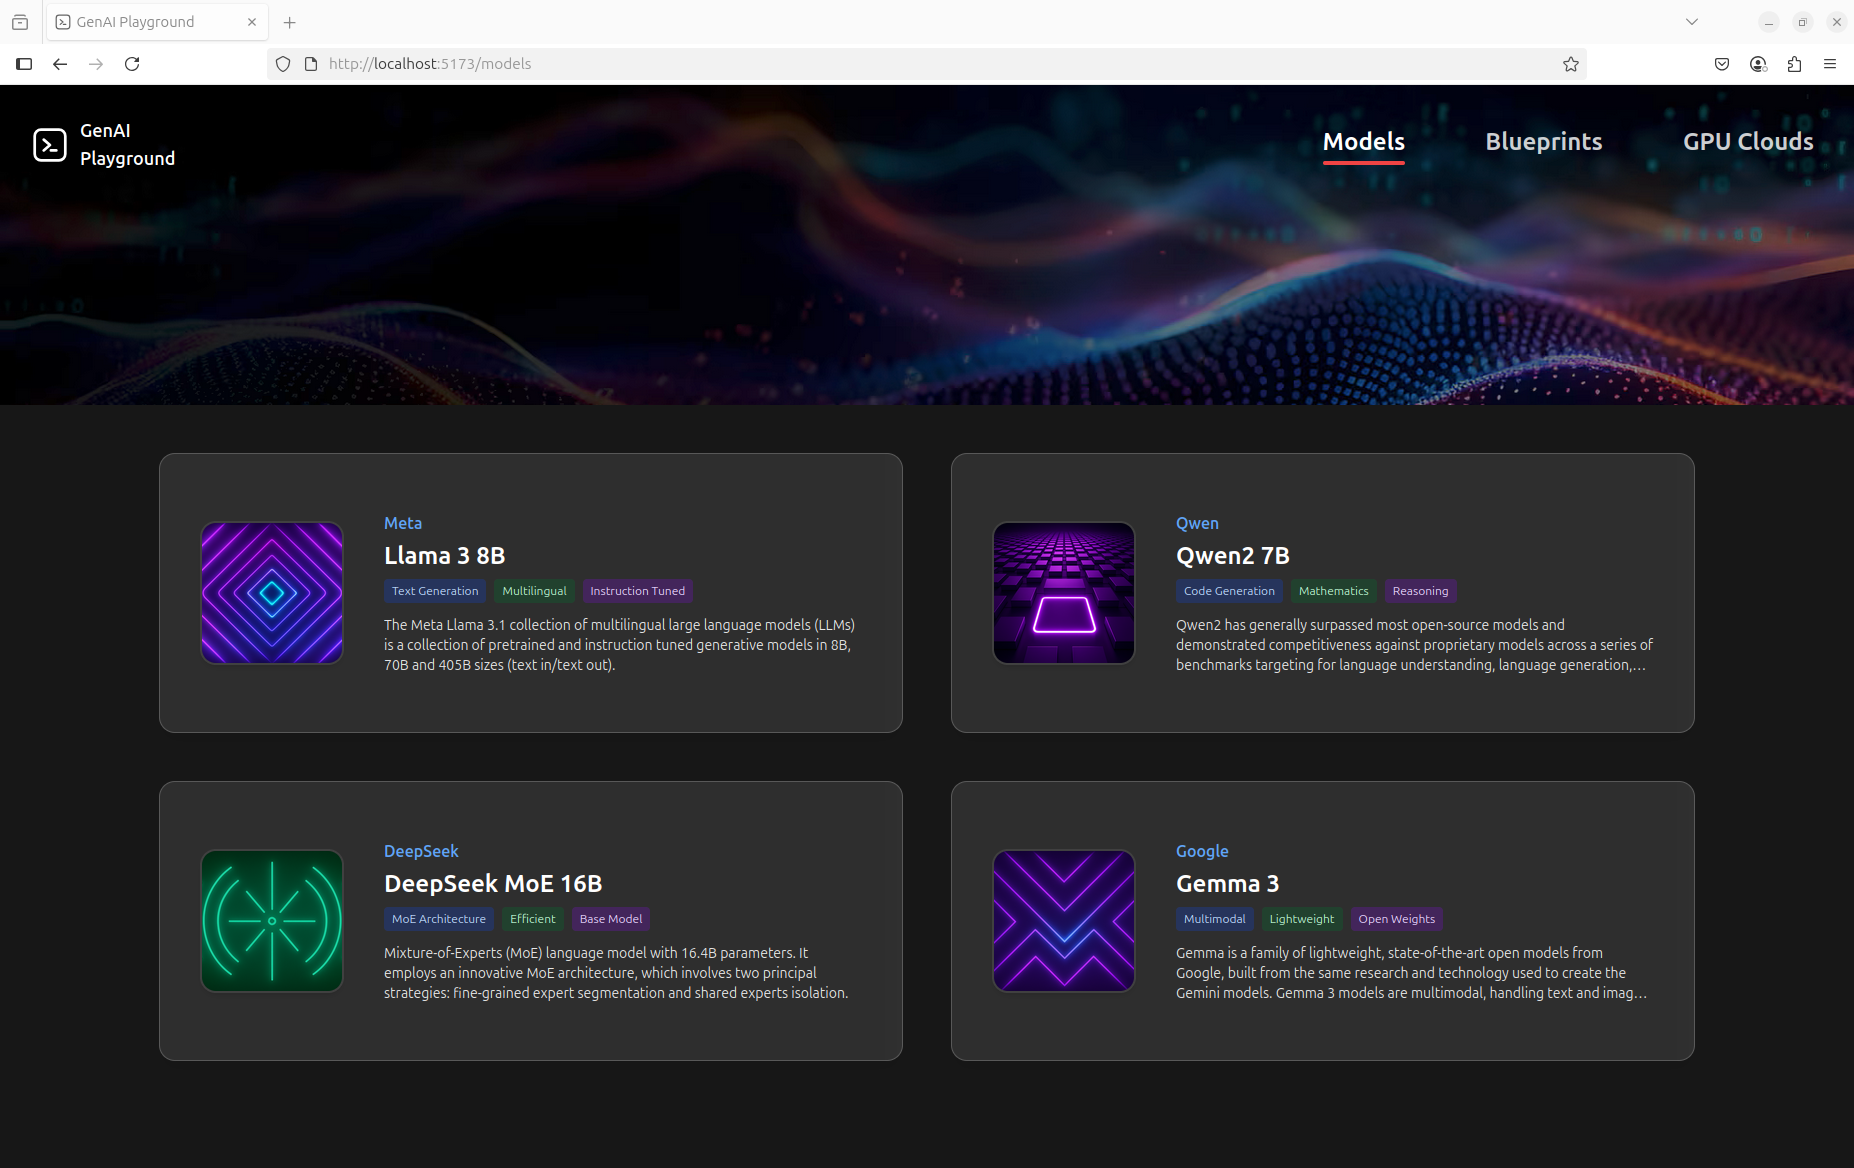 GenAI Playground
http://localhost:5173/models
GenAI
Playground
Models
Blueprints
GPU Clouds
Meta
Llama 3 8B
Text Generation
Multilingual
Instruction Tuned
The Meta Llama 3.1 collection of multilingual large language models (LLMs)
is a collection of pretrained and instruction tuned generative models in 8B,
70B and 405B sizes (text in/text out).
Qwen
Qwen2 7B
Code Generation
Mathematics
Reasoning
Qwen2 has generally surpassed most open-source models and
demonstrated competitiveness against proprietary models across a series of
benchmarks targeting for language understanding, language generation,…
DeepSeek
DeepSeek MoE 16B
MoE Architecture
Efficient
Base Model
Mixture-of-Experts (MoE) language model with 16.4B parameters. It
employs an innovative MoE architecture, which involves two principal
strategies: fine-grained expert segmentation and shared experts isolation.
Google
Gemma 3
Multimodal
Lightweight
Open Weights
Gemma is a family of lightweight, state-of-the-art open models from
Google, built from the same research and technology used to create the
Gemini models. Gemma 3 models are multimodal, handling text and imag…